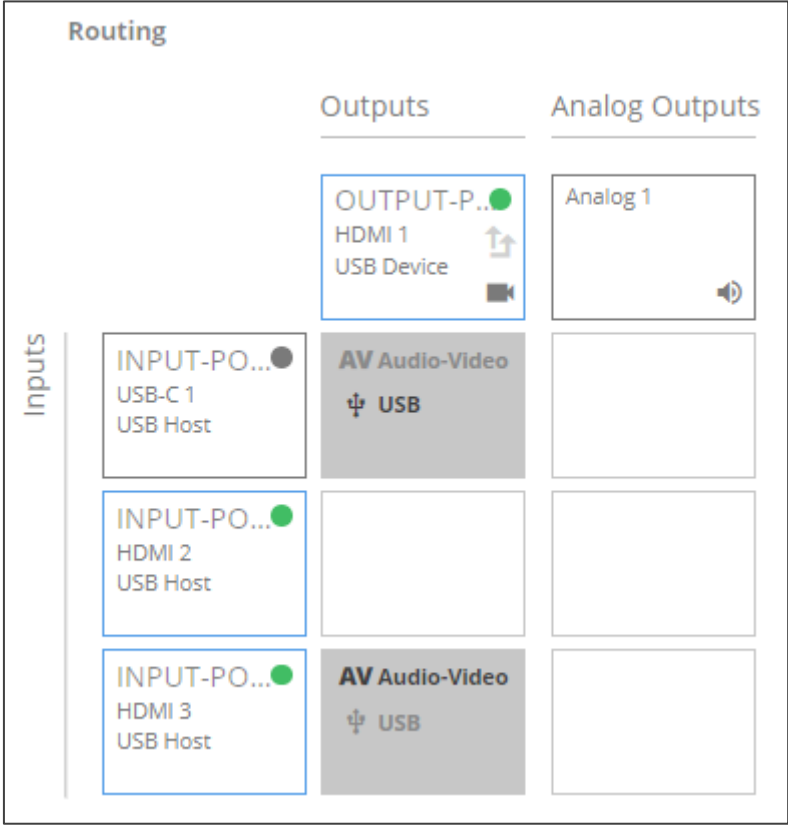 Routing
Outputs
Analog Outputs
OUTPUT-P...
HDMI 1
USB Device
Analog 1
Inputs
INPUT-PO...
USB-C 1
USB Host
AV Audio-Video
USB
INPUT-PO...
HDMI 2
USB Host
INPUT-PO...
HDMI 3
USB Host
AV Audio-Video
USB